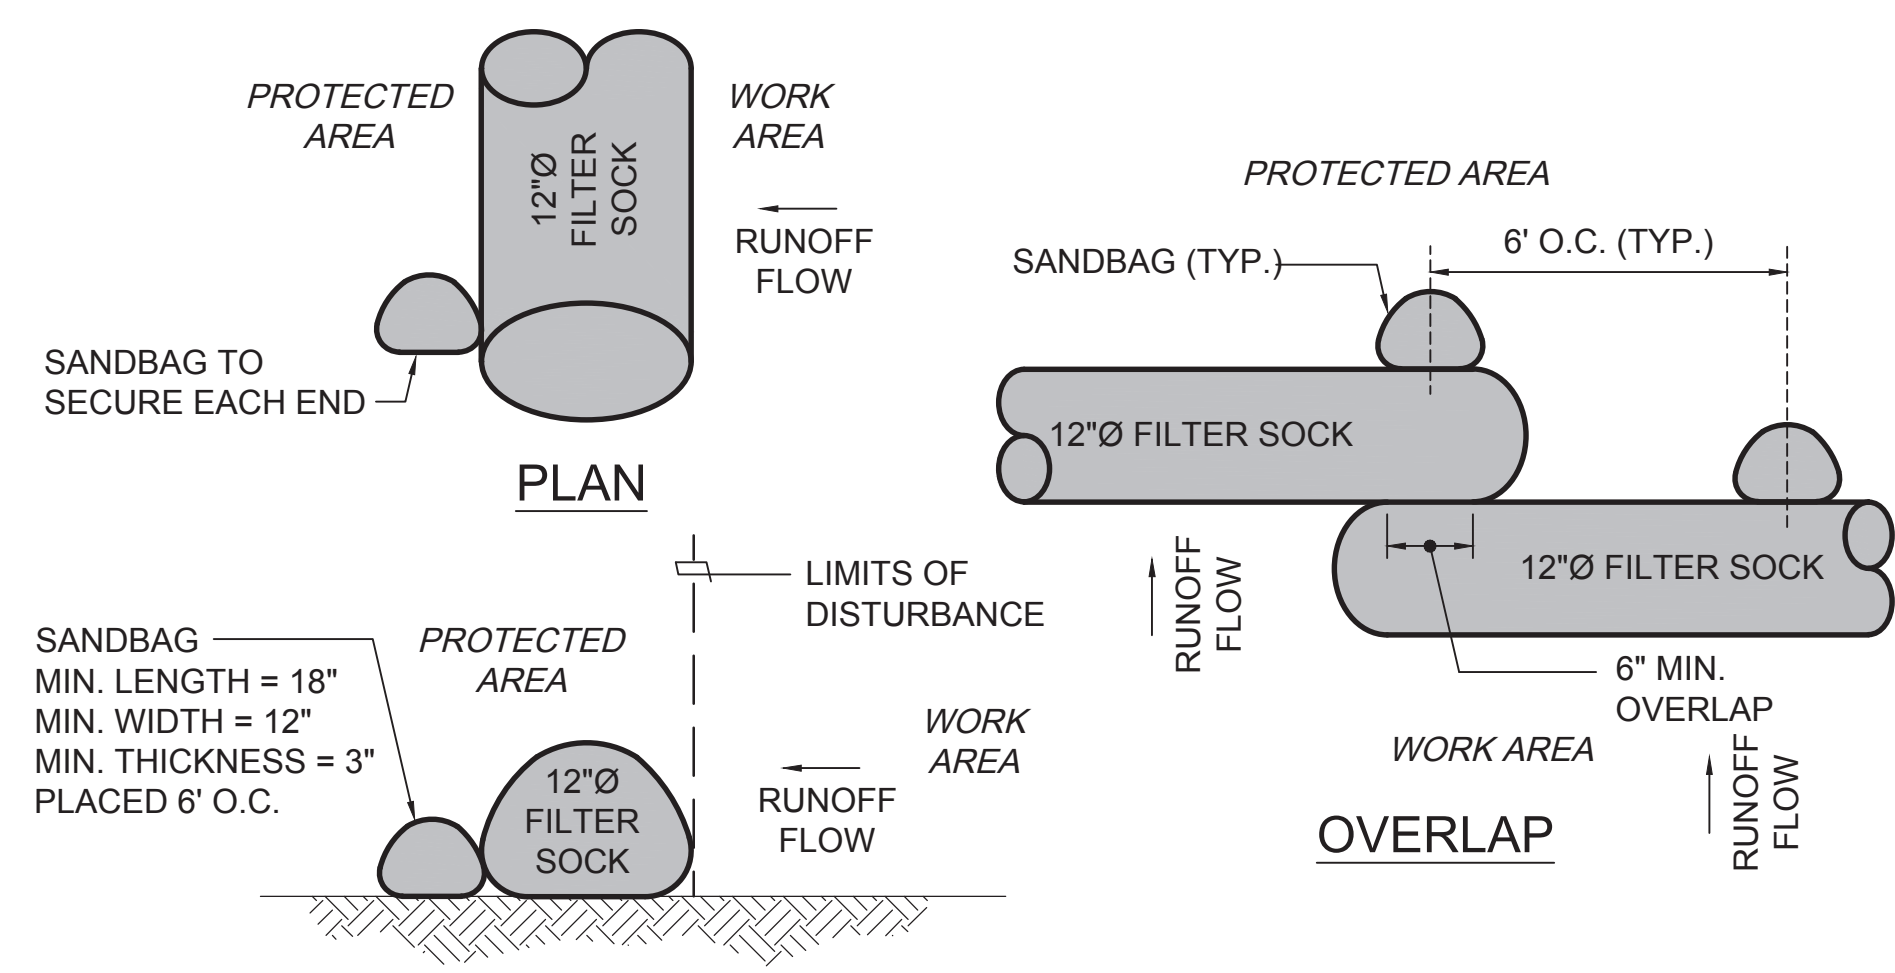 PROTECTED
AREA
WORK
AREA
12"Ø
FILTER
SOCK
RUNOFF
FLOW
SANDBAG TO
SECURE EACH END
PLAN
LIMITS OF
DISTURBANCE
SANDBAG
MIN. LENGTH = 18"
MIN. WIDTH = 12"
MIN. THICKNESS = 3"
PLACED 6' O.C.
PROTECTED
AREA
WORK
AREA
12"Ø
FILTER
SOCK
RUNOFF
FLOW
PROTECTED AREA
SANDBAG (TYP.)
6' O.C. (TYP.)
12"Ø FILTER SOCK
12"Ø FILTER SOCK
RUNOFF
FLOW
6" MIN.
OVERLAP
WORK AREA
RUNOFF
FLOW
OVERLAP